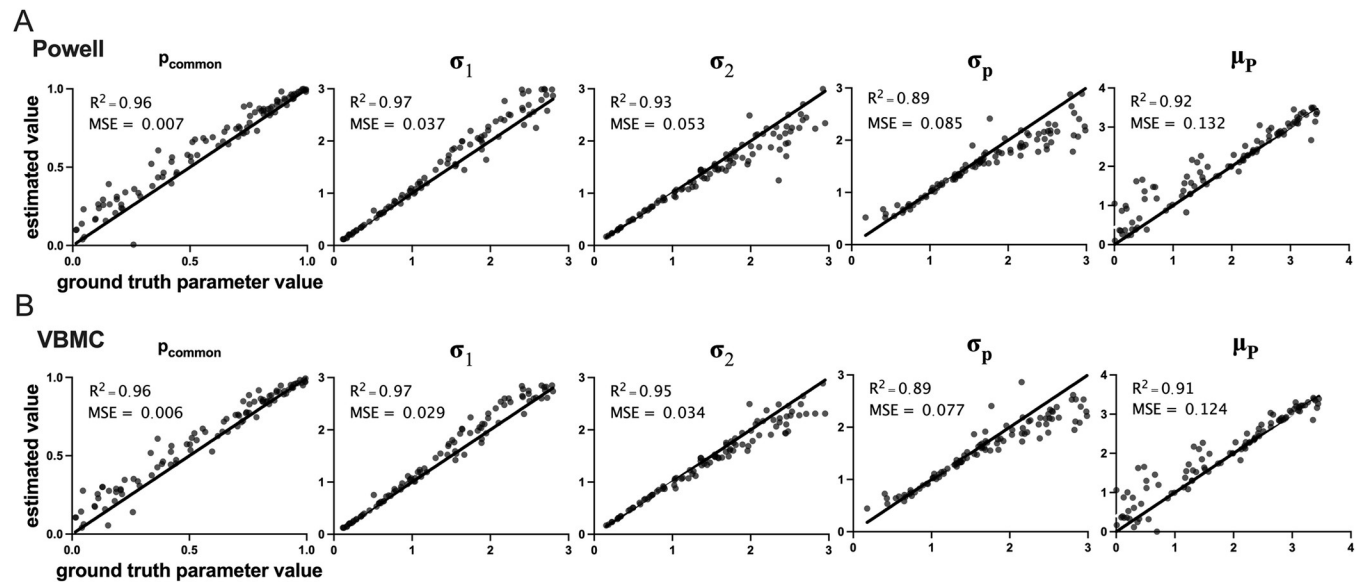 A
Powell
p_common
σ1
σ2
σp
μP
R² = 0.96
MSE = 0.007
R² = 0.97
MSE = 0.037
R² = 0.93
MSE = 0.053
R² = 0.89
MSE = 0.085
R² = 0.92
MSE = 0.132
estimated value
1.0
0.5
0.0
0.0 0.5 1.0
3
2
1
0
0 1 2 3
3
2
1
0
0 1 2 3
3
2
1
0
0 1 2 3
4
3
2
1
0
0 1 2 3 4
ground truth parameter value
B
VBMC
p_common
σ1
σ2
σp
μP
R² = 0.96
MSE = 0.006
R² = 0.97
MSE = 0.029
R² = 0.95
MSE = 0.034
R² = 0.89
MSE = 0.077
R² = 0.91
MSE = 0.124
estimated value
1.0
0.5
0.0
0.0 0.5 1.0
3
2
1
0
0 1 2 3
3
2
1
0
0 1 2 3
3
2
1
0
0 1 2 3
4
3
2
1
0
0 1 2 3 4
ground truth parameter value